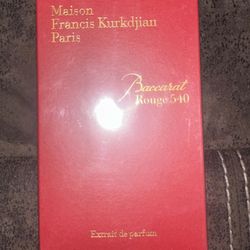 Maison
Francis Kurkdjian
Paris
Baccarat
Rouge 540
Extrait de parfum